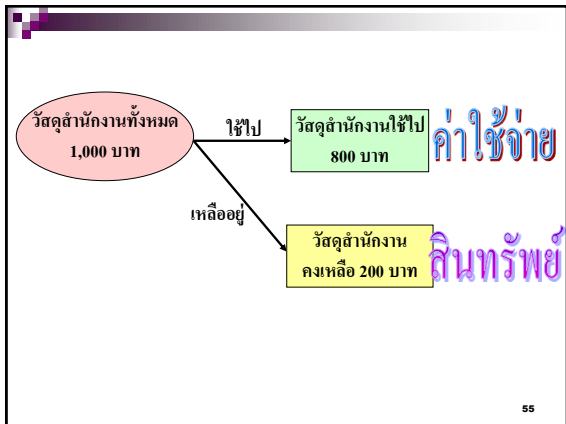 วัสดุสำนักงานทั้งหมด
1,000 บาท
ใช้ไป
วัสดุสำนักงานใช้ไป
800 บาท
ค่าใช้จ่าย
เหลืออยู่
วัสดุสำนักงาน
คงเหลือ 200 บาท
สินทรัพย์
55